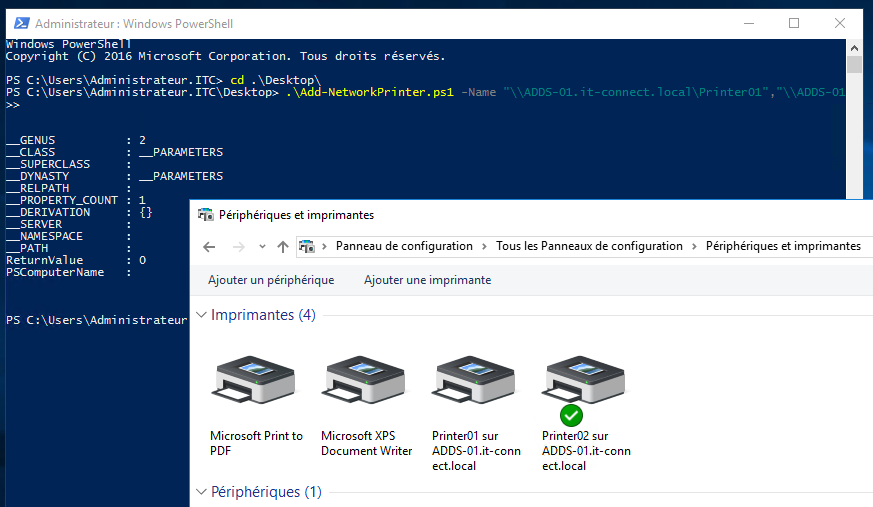 Administrateur : Windows PowerShell
Windows PowerShell
Copyright (C) 2016 Microsoft Corporation. Tous droits réservés.
PS C:\Users\Administrateur.ITC> cd .\Desktop\
PS C:\Users\Administrateur.ITC\Desktop> .\Add-NetworkPrinter.ps1 -Name "\\ADDS-01.it-connect.local\Printer01","\\ADDS-01
>>
__GENUS : 2
__CLASS : __PARAMETERS
__SUPERCLASS :
__DYNASTY : __PARAMETERS
__RELPATH :
__PROPERTY_COUNT : 1
__DERIVATION : {}
__SERVER :
__NAMESPACE :
__PATH :
ReturnValue : 0
PSComputerName :
PS C:\Users\Administrateur
Périphériques et imprimantes
Panneau de configuration > Tous les Panneaux de configuration > Périphériques et imprimantes
Ajouter un périphérique Ajouter une imprimante
Imprimantes (4)
Microsoft Print to
PDF
Microsoft XPS
Document Writer
Printer01 sur
ADDS-01.it-conn
ect.local
Printer02 sur
ADDS-01.it-conn
ect.local
Périphériques (1)